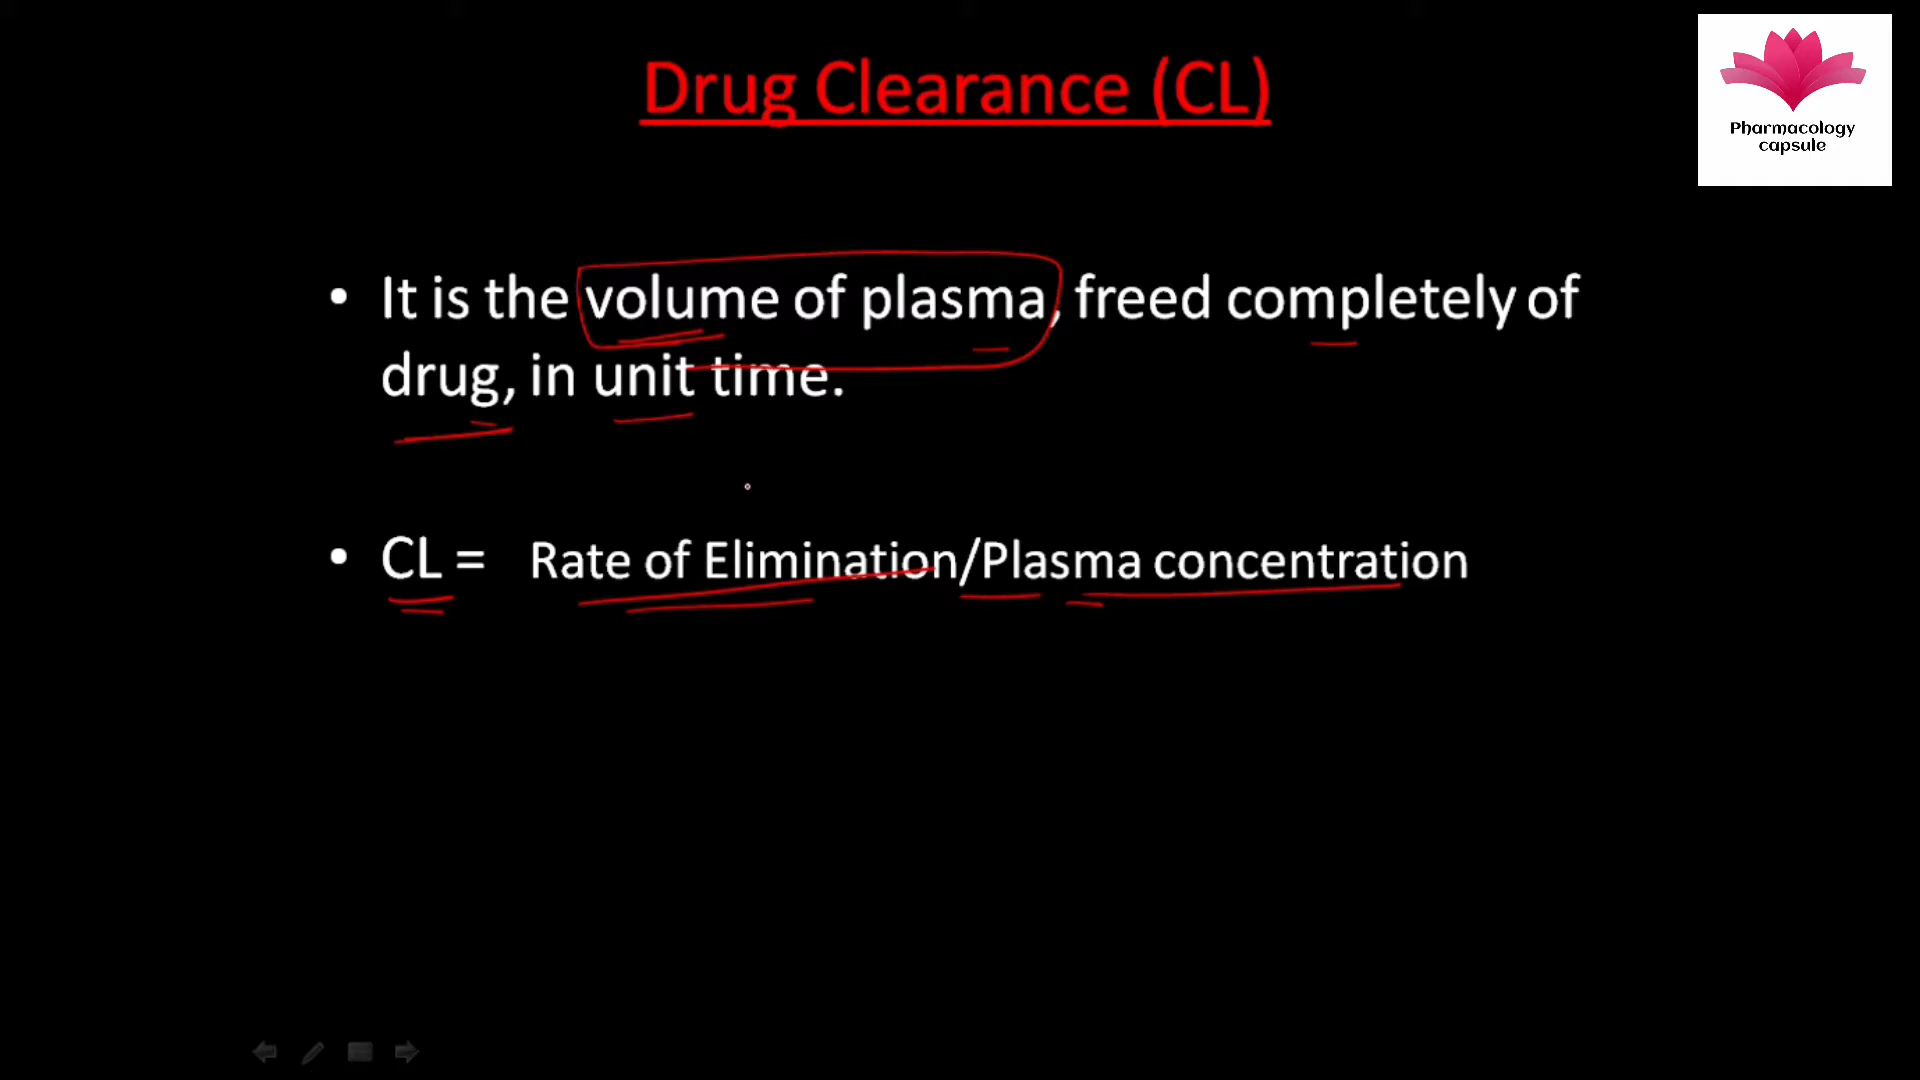 Drug Clearance (CL)
Pharmacology
capsule
• It is the volume of plasma, freed completely of
drug, in unit time.
• CL = Rate of Elimination/Plasma concentration